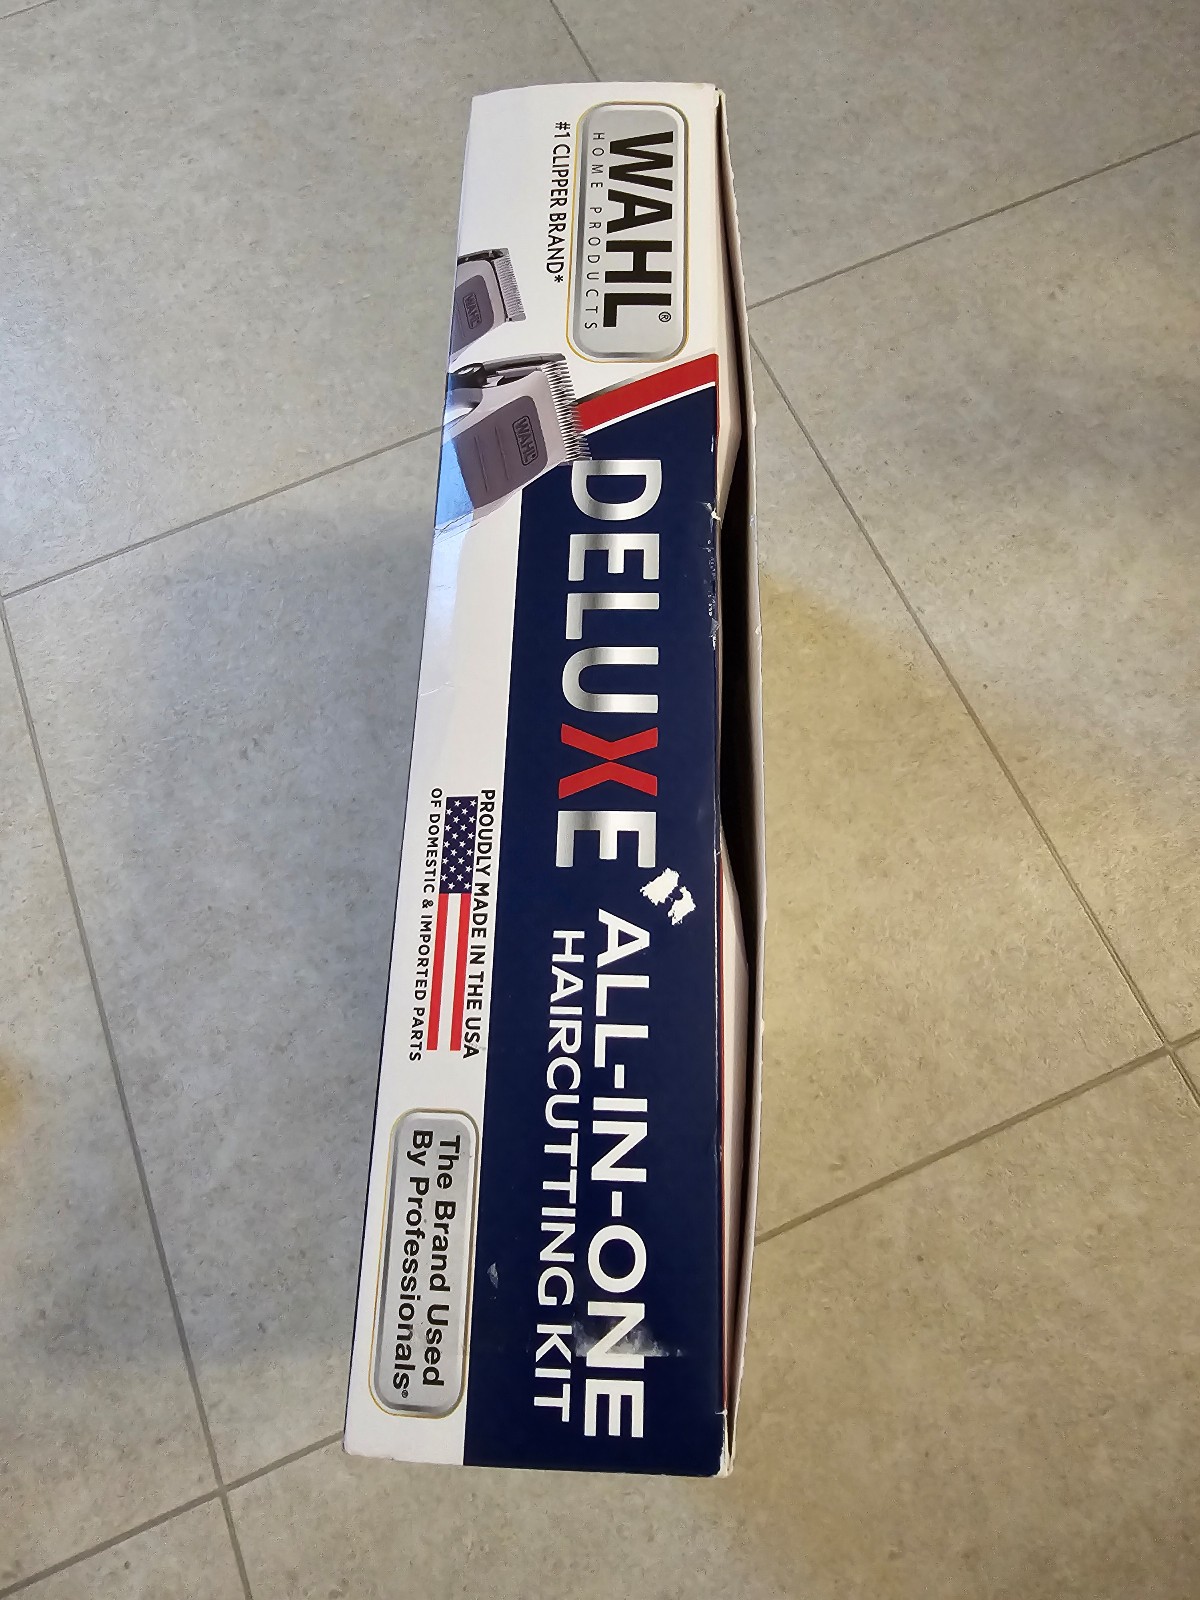 WAHL®
HOME PRODUCTS
#1 CLIPPER BRAND*
WAHL
WAHL
DELUXE
ALL-IN-ONE
HAIRCUTTING KIT
PROUDLY MADE IN THE USA
OF DOMESTIC & IMPORTED PARTS
The Brand Used
By Professionals®